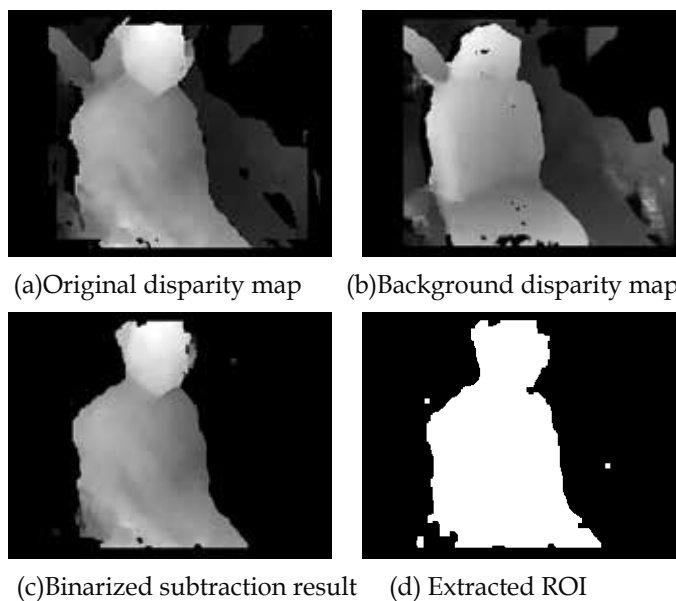 (a)Original disparity map
(b)Background disparity map
(c)Binarized subtraction result
(d) Extracted ROI